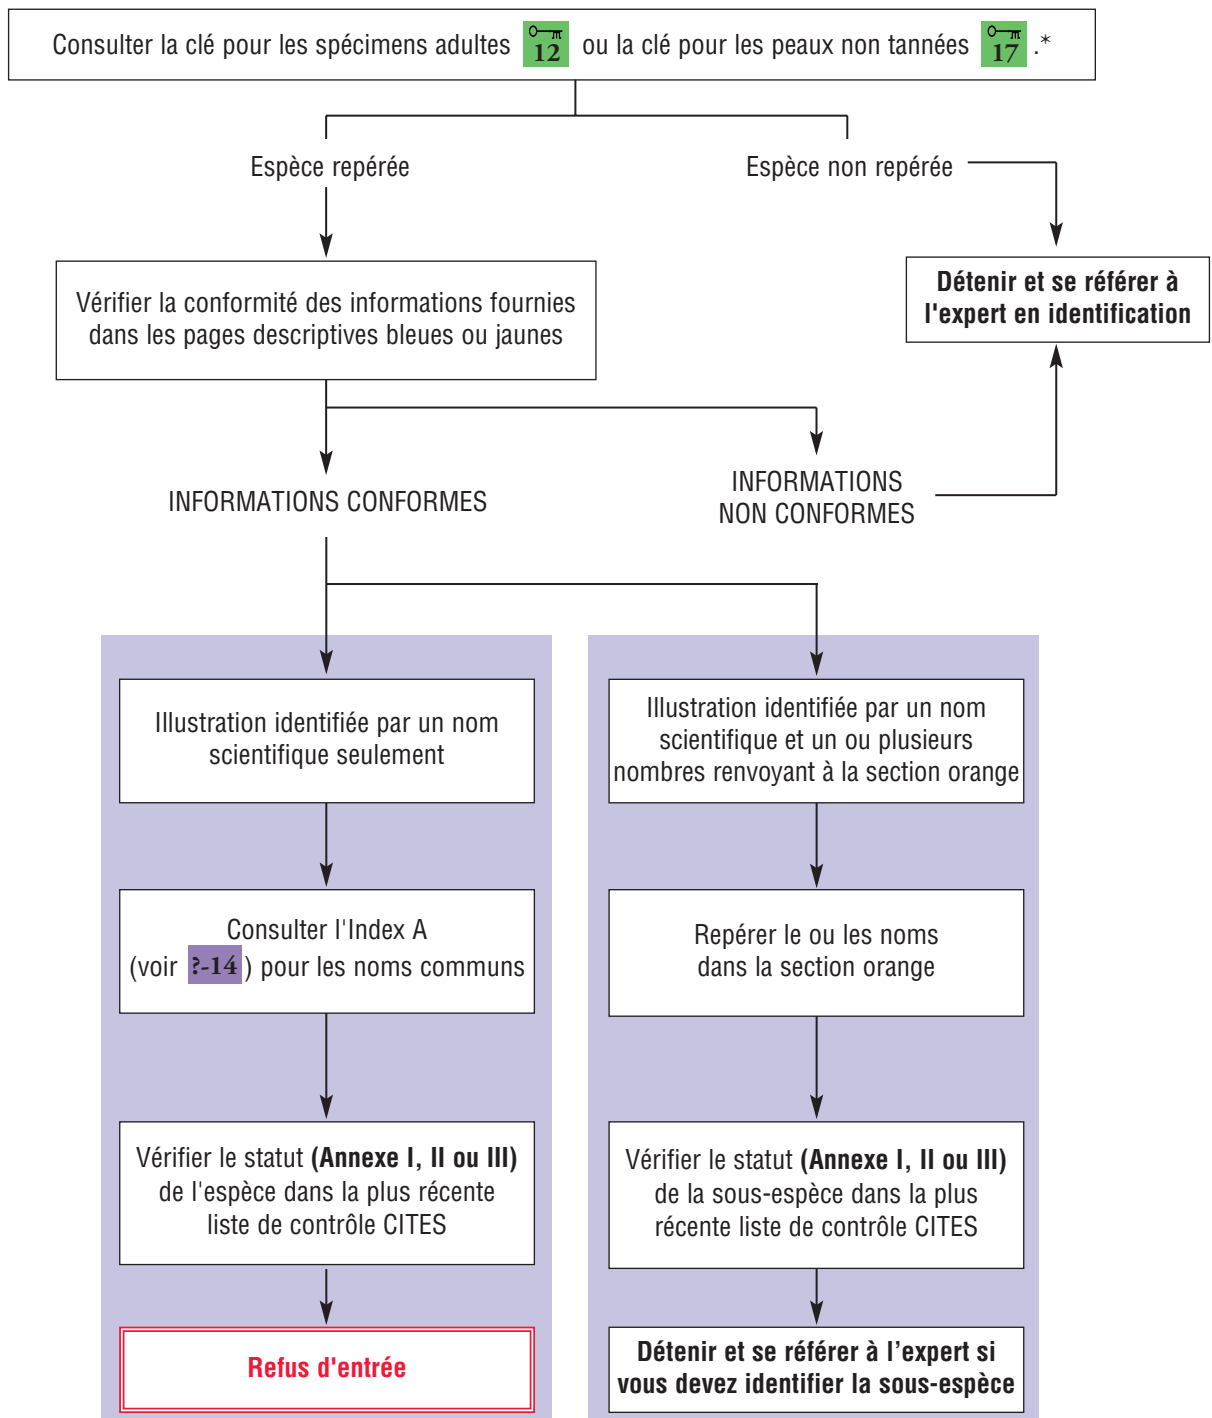 Consulter la clé pour les spécimens adultes 12 ou la clé pour les peaux non tannées 17 .*
Espèce repérée
Espèce non repérée
Vérifier la conformité des informations fournies
dans les pages descriptives bleues ou jaunes
Détenir et se référer à
l'expert en identification
INFORMATIONS CONFORMES
INFORMATIONS
NON CONFORMES
Illustration identifiée par un nom
scientifique seulement
Illustration identifiée par un nom
scientifique et un ou plusieurs
nombres renvoyant à la section orange
Consulter l'Index A
(voir ?-14 ) pour les noms communs
Repérer le ou les noms
dans la section orange
Vérifier le statut (Annexe I, II ou III)
de l'espèce dans la plus récente
liste de contrôle CITES
Vérifier le statut (Annexe I, II ou III)
de la sous-espèce dans la plus
récente liste de contrôle CITES
Refus d'entrée
Détenir et se référer à l’expert si
vous devez identifier la sous-espèce